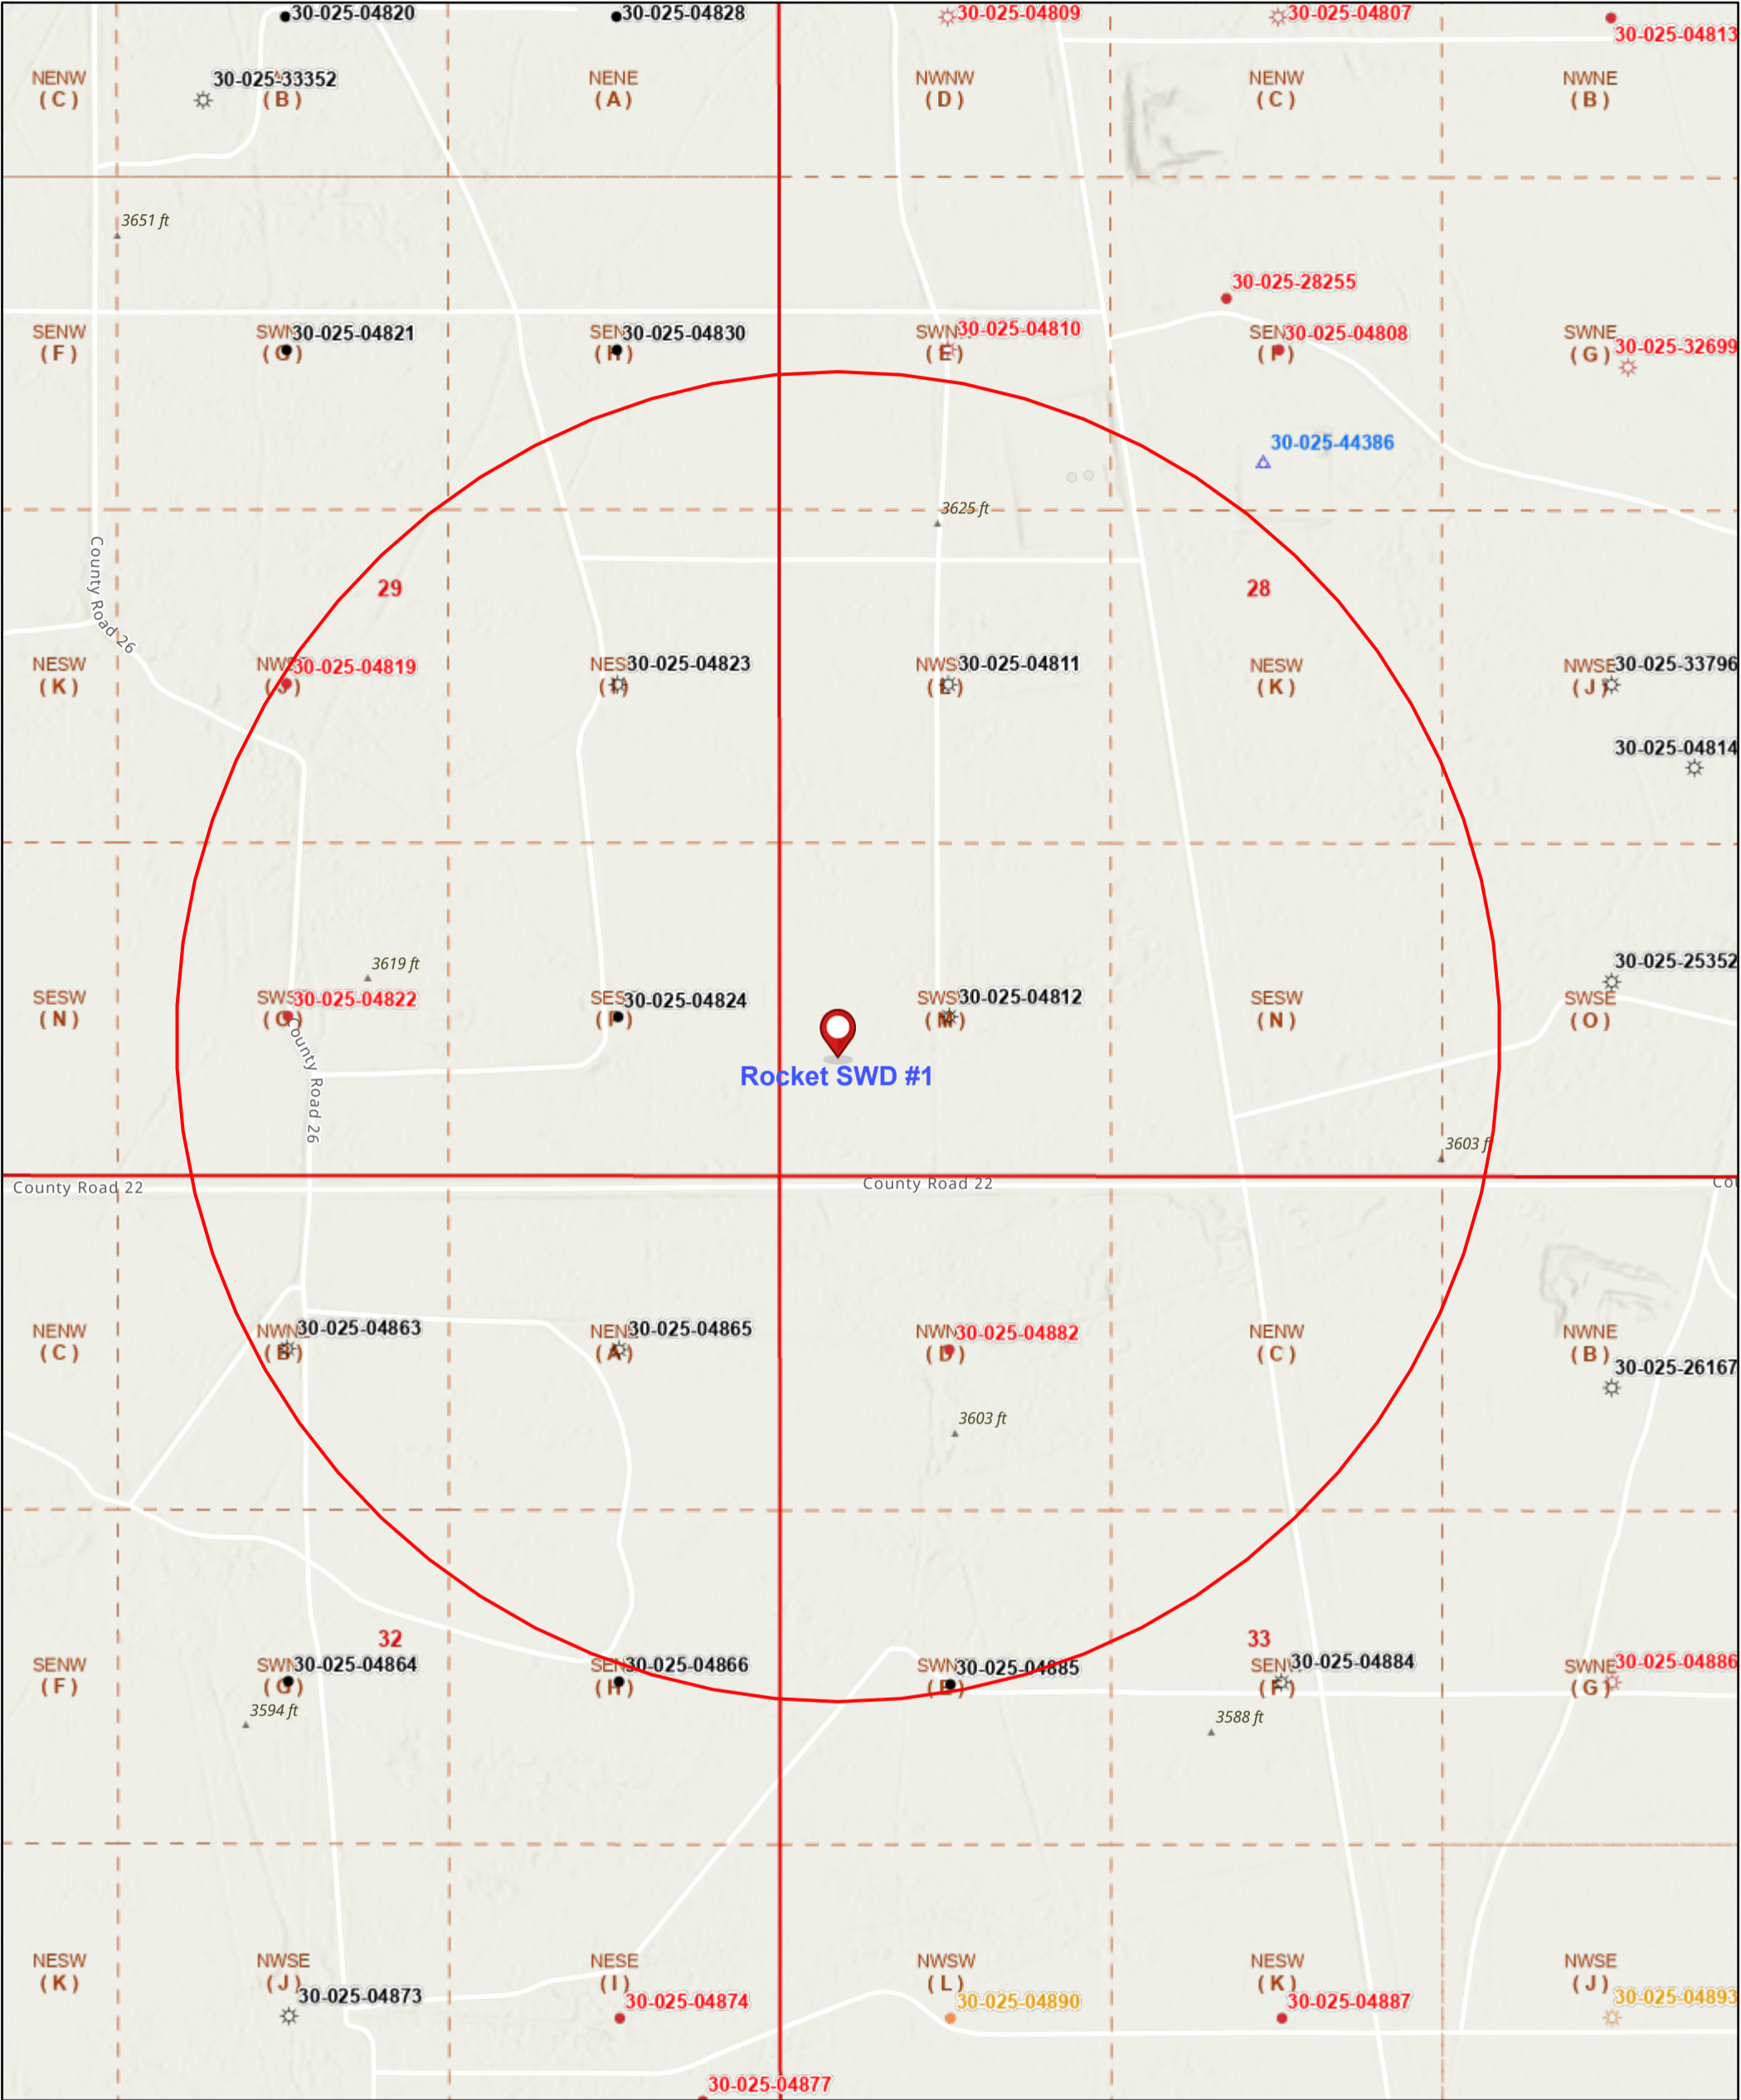 30-025-04820
30-025-04828
30-025-04809
30-025-04807
30-025-04813
NENW
(C)
30-025-33352
(B)
NENE
(A)
NWNW
(D)
NENW
(C)
NWNE
(B)
3651 ft
30-025-28255
SENW
(F)
30-025-04821
30-025-04830
30-025-04810
30-025-04808
SWNE
(G)
30-025-32699
30-025-44386
3625 ft
County Road 26
29
28
NESW
(K)
30-025-04819
30-025-04823
30-025-04811
NESW
(K)
NWSE
(J)
30-025-33796
30-025-04814
3619 ft
30-025-25352
SESW
(N)
30-025-04822
30-025-04824
30-025-04812
SESW
(N)
SWSE
(O)
County Road 26
Rocket SWD #1
3603 f
County Road 22
County Road 22
Cou
NENW
(C)
30-025-04863
30-025-04865
30-025-04882
(D)
NENW
(C)
NWNE
(B)
30-025-26167
3603 ft
32
33
SENW
(F)
30-025-04864
30-025-04866
30-025-04885
30-025-04884
SWNE
(G)
30-025-04886
3594 ft
3588 ft
NESW
(K)
NWSE
(J)
30-025-04873
NESE
(I)
30-025-04874
NWSW
(L)
30-025-04890
NESW
(K)
30-025-04887
NWSE
(J)
30-025-04893
30-025-04877